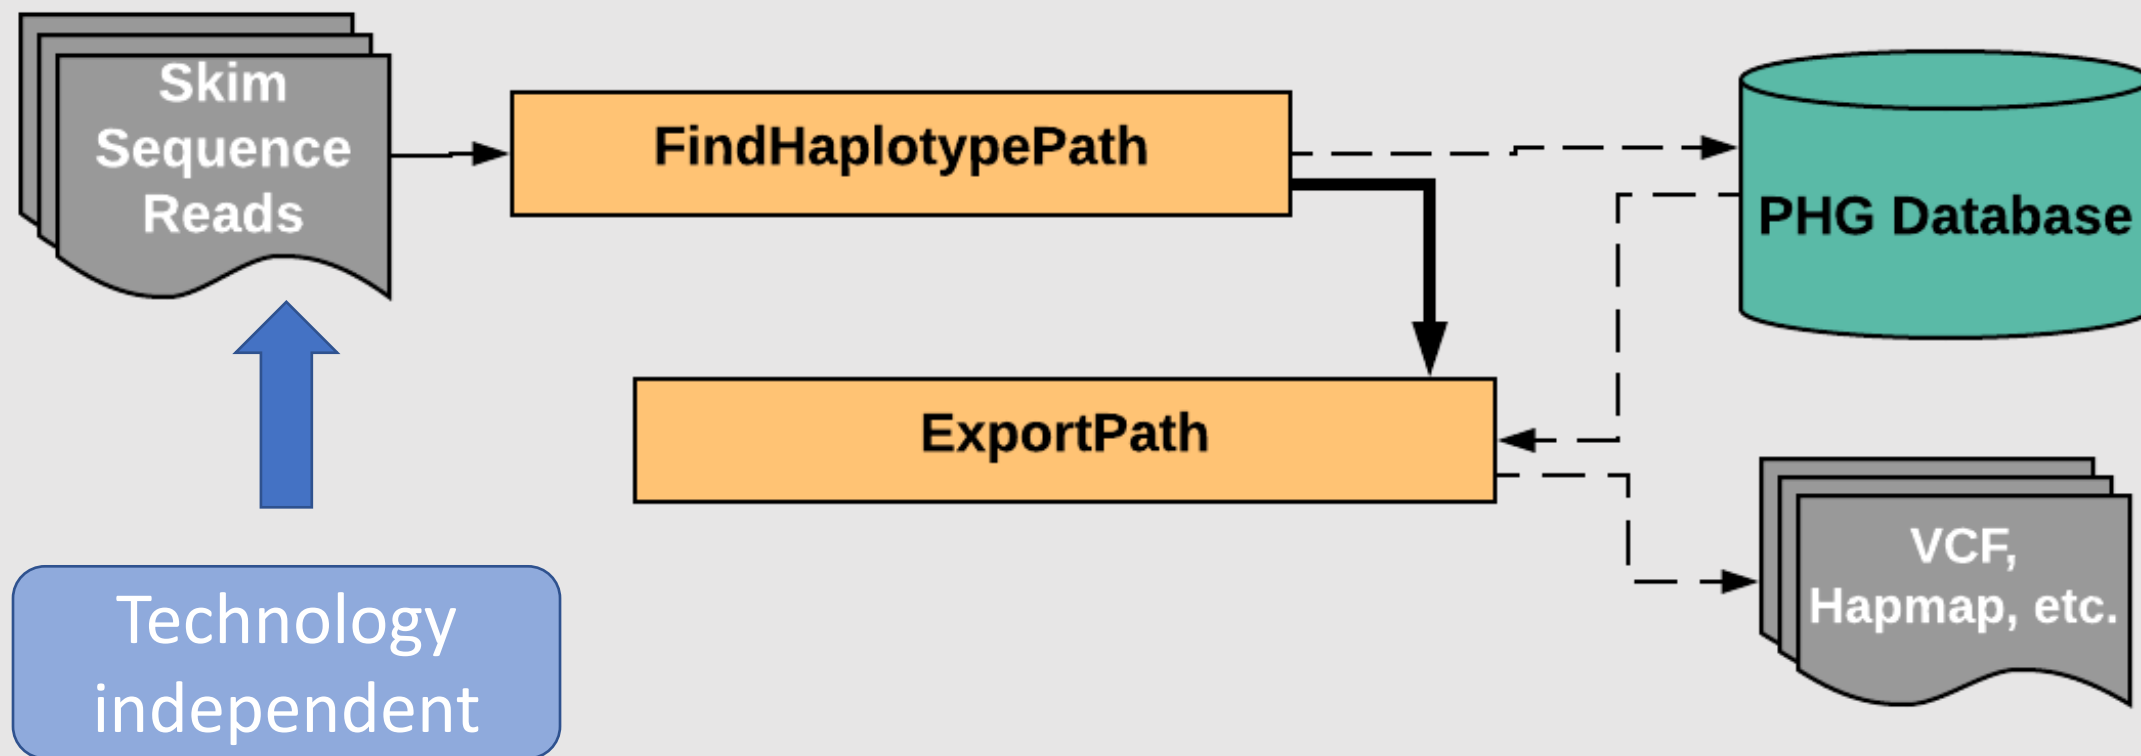 Skim
Sequence
Reads
FindHaplotypePath
PHG Database
ExportPath
VCF,
Hapmap, etc.
Technology
independent